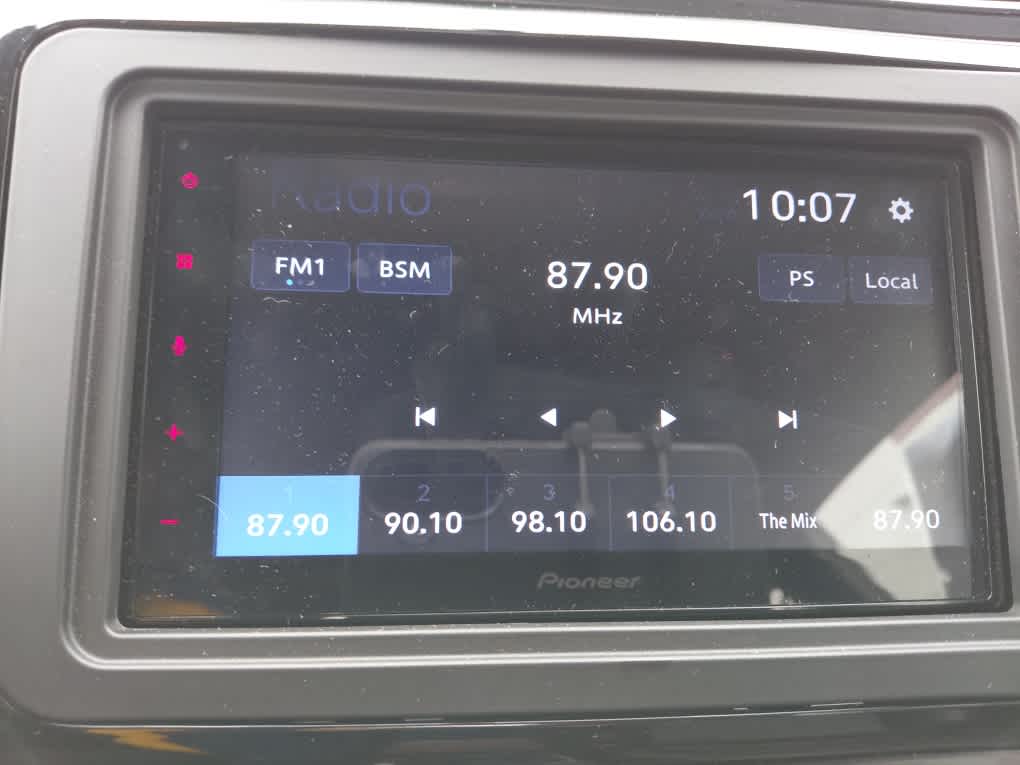 Radio
10:07
FM1
BSM
87.90
MHz
PS
Local
1
87.90
2
90.10
3
98.10
4
106.10
5
The Mix
87.90
Pioneer